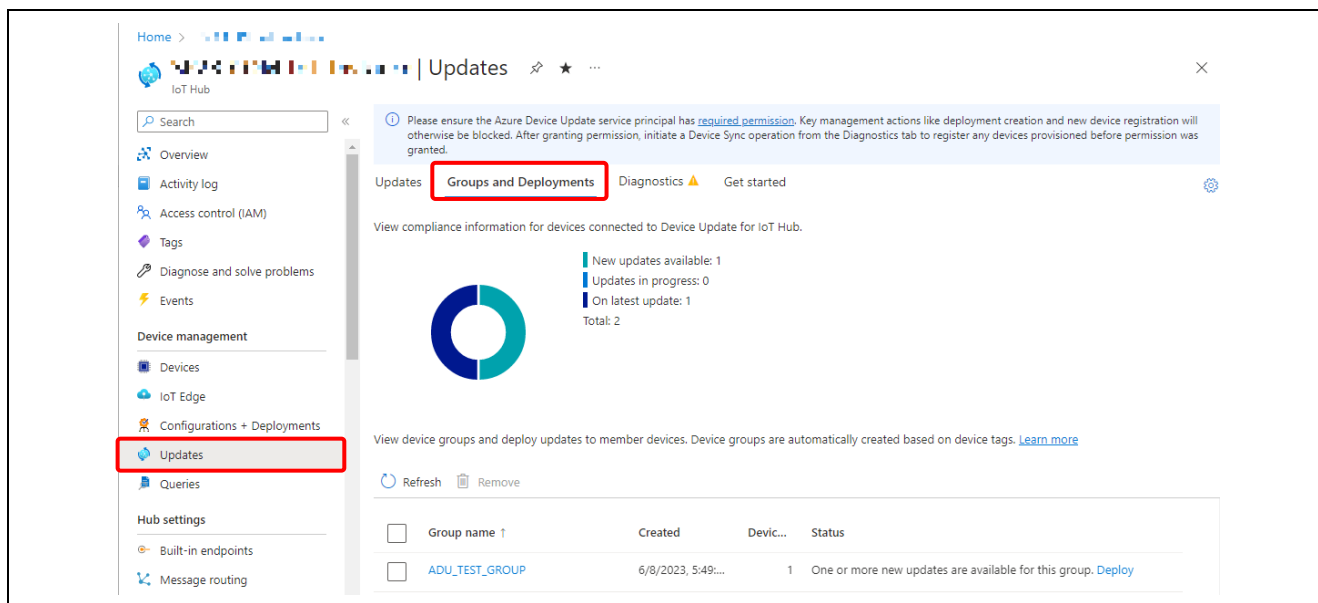 Home >
| Updates
IoT Hub
Search
Overview
Activity log
Access control (IAM)
Tags
Diagnose and solve problems
Events
Device management
Devices
IoT Edge
Configurations + Deployments
Updates
Queries
Hub settings
Built-in endpoints
Message routing
Please ensure the Azure Device Update service principal has required permission. Key management actions like deployment creation and new device registration will
otherwise be blocked. After granting permission, initiate a Device Sync operation from the Diagnostics tab to register any devices provisioned before permission was
granted.
Updates Groups and Deployments Diagnostics Get started
View compliance information for devices connected to Device Update for IoT Hub.
New updates available: 1
Updates in progress: 0
On latest update: 1
Total: 2
View device groups and deploy updates to member devices. Device groups are automatically created based on device tags. Learn more
Refresh Remove
Group name ↑ Created Devic... Status
ADU_TEST_GROUP 6/8/2023, 5:49:... 1 One or more new updates are available for this group. Deploy